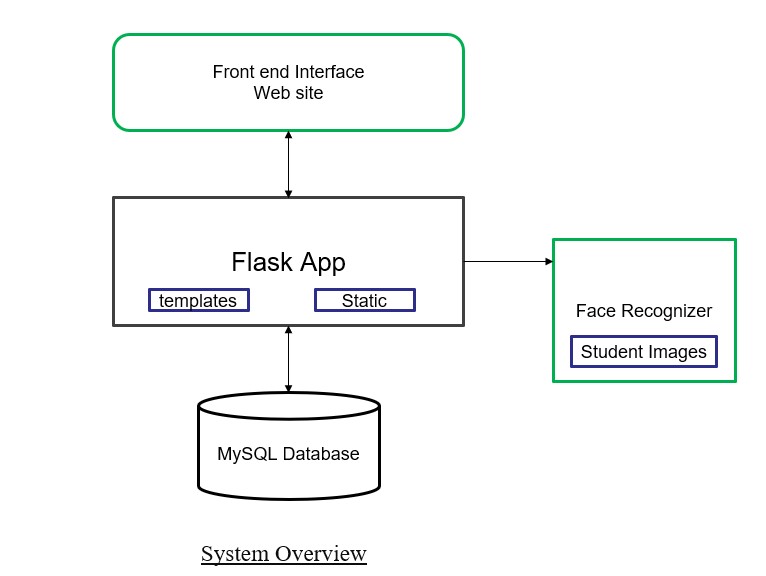 Front end Interface
Web site
Flask App
templates
Static
Face Recognizer
Student Images
MySQL Database
System Overview